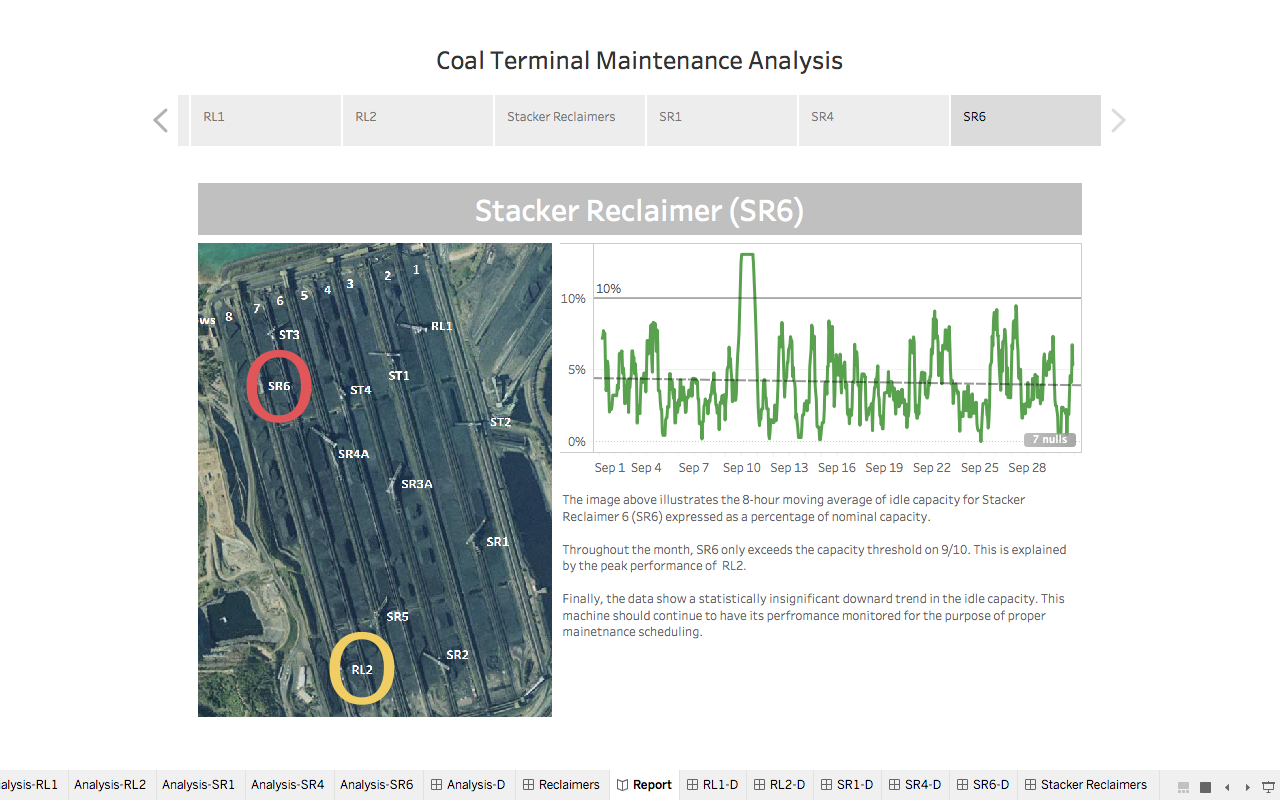 Coal Terminal Maintenance Analysis
RL1
RL2
Stacker Reclaimers
SR1
SR4
SR6
Stacker Reclaimer (SR6)
1
2
3
4
5
6
7
8
ws
ST3
RL1
SR6
ST1
ST4
ST2
SR4A
SR3A
SR1
SR5
SR2
RL2
10%
10%
5%
0%
7 nulls
Sep 1 Sep 4 Sep 7 Sep 10 Sep 13 Sep 16 Sep 19 Sep 22 Sep 25 Sep 28
The image above illustrates the 8-hour moving average of idle capacity for Stacker
Reclaimer 6 (SR6) expressed as a percentage of nominal capacity.
Throughout the month, SR6 only exceeds the capacity threshold on 9/10. This is explained
by the peak performance of RL2.
Finally, the data show a statistically insignificant downard trend in the idle capacity. This
machine should continue to have its perfromance monitored for the purpose of proper
mainetnance scheduling.
nalysis-RL1 Analysis-RL2 Analysis-SR1 Analysis-SR4 Analysis-SR6 Analysis-D Reclaimers Report RL1-D RL2-D SR1-D SR4-D SR6-D Stacker Reclaimers